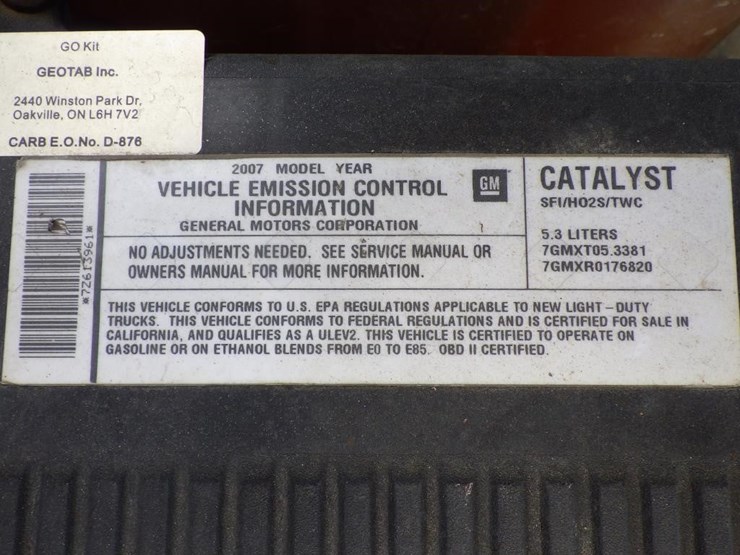 GO Kit
GEOTAB Inc.
2440 Winston Park Dr,
Oakville, ON L6H 7V2
CARB E.O.No. D-876
*7Z613961*
2007 MODEL YEAR
VEHICLE EMISSION CONTROL
INFORMATION
GENERAL MOTORS CORPORATION
GM
NO ADJUSTMENTS NEEDED. SEE SERVICE MANUAL OR
OWNERS MANUAL FOR MORE INFORMATION.
CATALYST
SFI/HO2S/TWC
5.3 LITERS
7GMXT05.3381
7GMXR0176820
THIS VEHICLE CONFORMS TO U.S. EPA REGULATIONS APPLICABLE TO NEW LIGHT-DUTY
TRUCKS. THIS VEHICLE CONFORMS TO FEDERAL REGULATIONS AND IS CERTIFIED FOR SALE IN
CALIFORNIA, AND QUALIFIES AS A ULEV2. THIS VEHICLE IS CERTIFIED TO OPERATE ON
GASOLINE OR ON ETHANOL BLENDS FROM E0 TO E85. OBD II CERTIFIED.